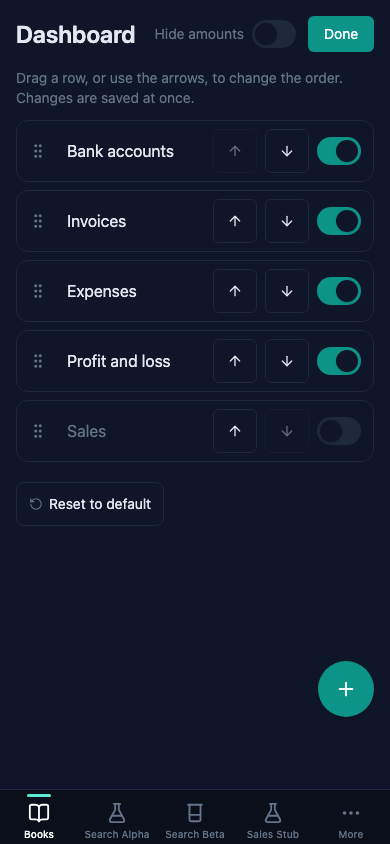 Dashboard
Hide amounts
Done
Drag a row, or use the arrows, to change the order.
Changes are saved at once.
Bank accounts
Invoices
Expenses
Profit and loss
Sales
Reset to default
Books
Search Alpha
Search Beta
Sales Stub
More